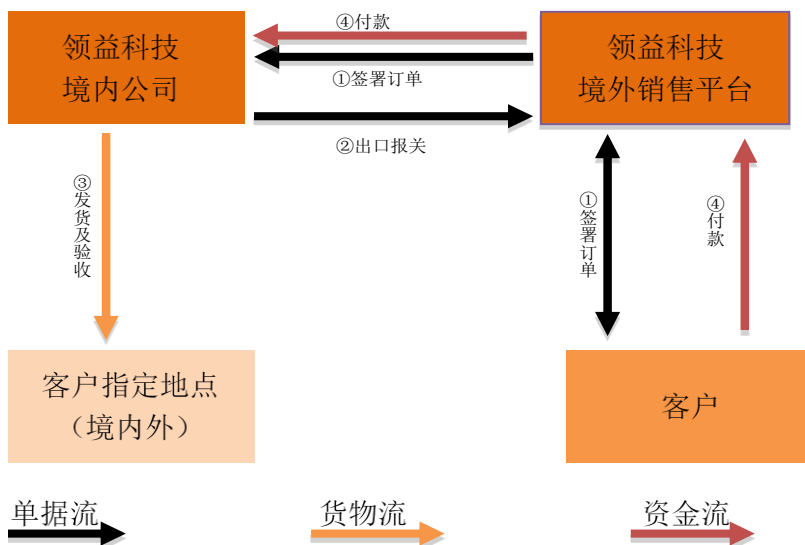 ④付款
领益科技
境内公司
领益科技
境外销售平台
①签署订单
②出口报关
③发货及验收
①签署订单
④付款
客户指定地点
（境内外）
客户
单据流
货物流
资金流